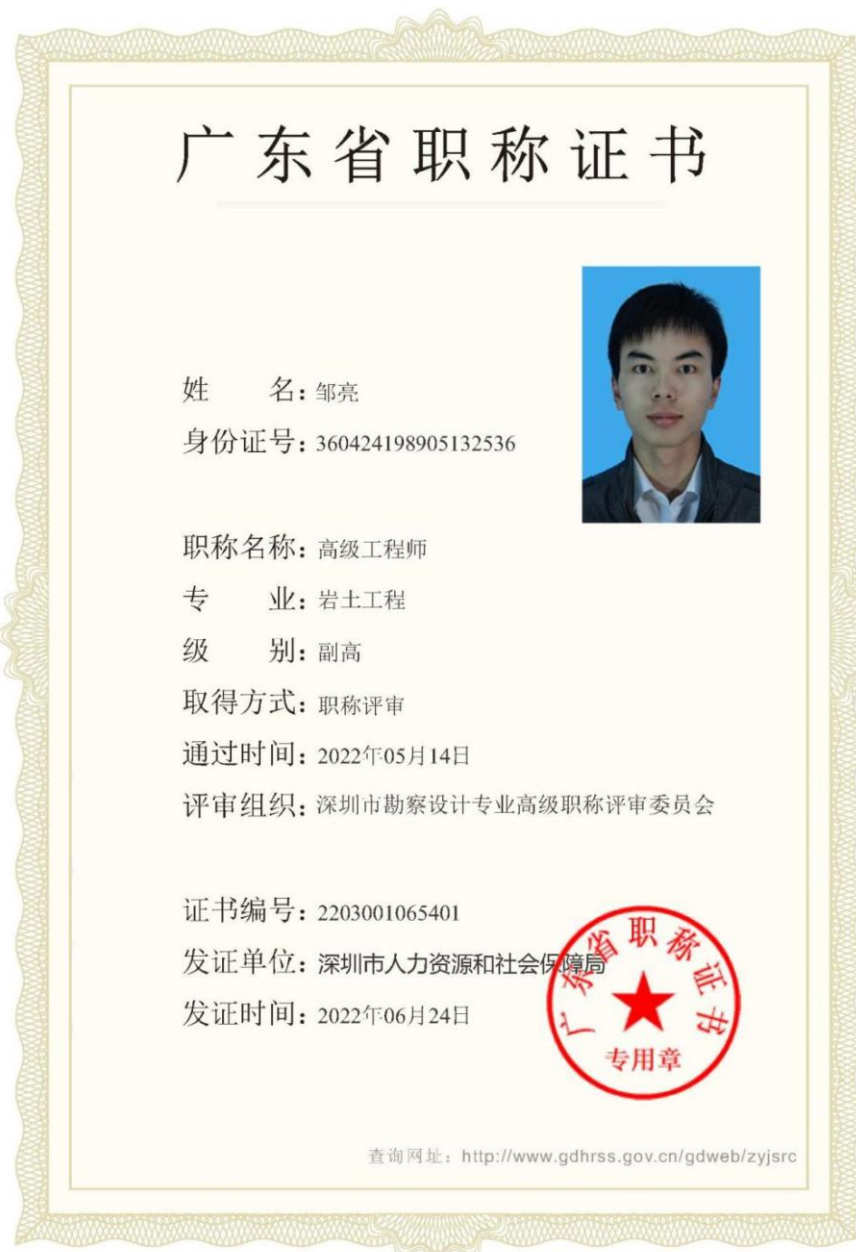 广东省职称证书
姓名：邹亮
身份证号：360424198905132536
职称名称：高级工程师
专业：岩土工程
级别：副高
取得方式：职称评审
通过时间：2022年05月14日
评审组织：深圳市勘察设计专业高级职称评审委员会
证书编号：2203001065401
发证单位：深圳市人力资源和社会保障局
发证时间：2022年06月24日
广东省职称证书
专用章
查询网址：http://www.gdhrss.gov.cn/gdweb/zyjsrc